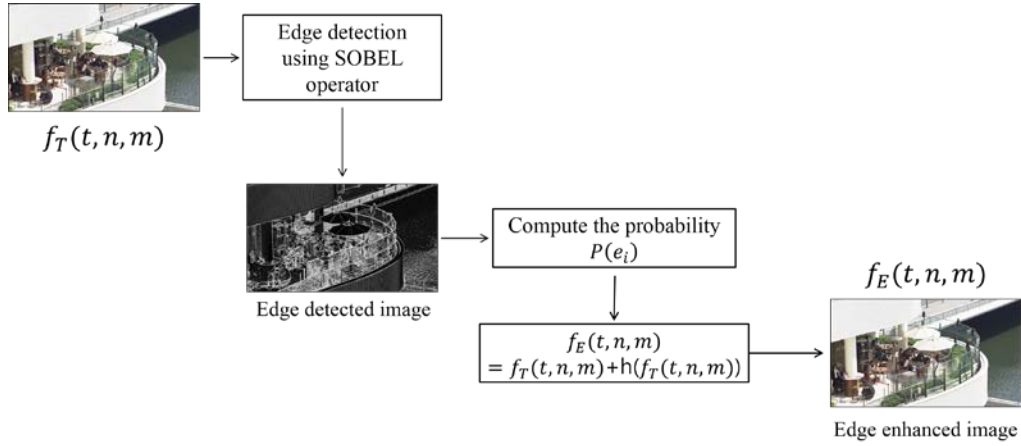 Edge detection
using SOBEL
operator
f_T(t, n, m)
Edge detected image
Compute the probability
P(e_i)
f_E(t, n, m)
= f_T(t, n, m)+h(f_T(t, n, m))
f_E(t, n, m)
Edge enhanced image